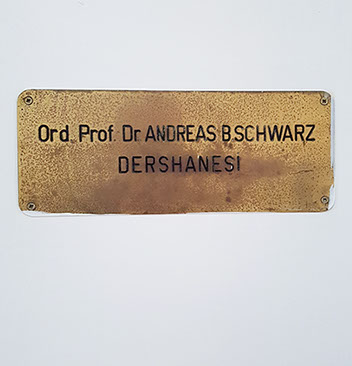 Ord. Prof. Dr. ANDREAS B.SCHWARZ
DERSHANESI